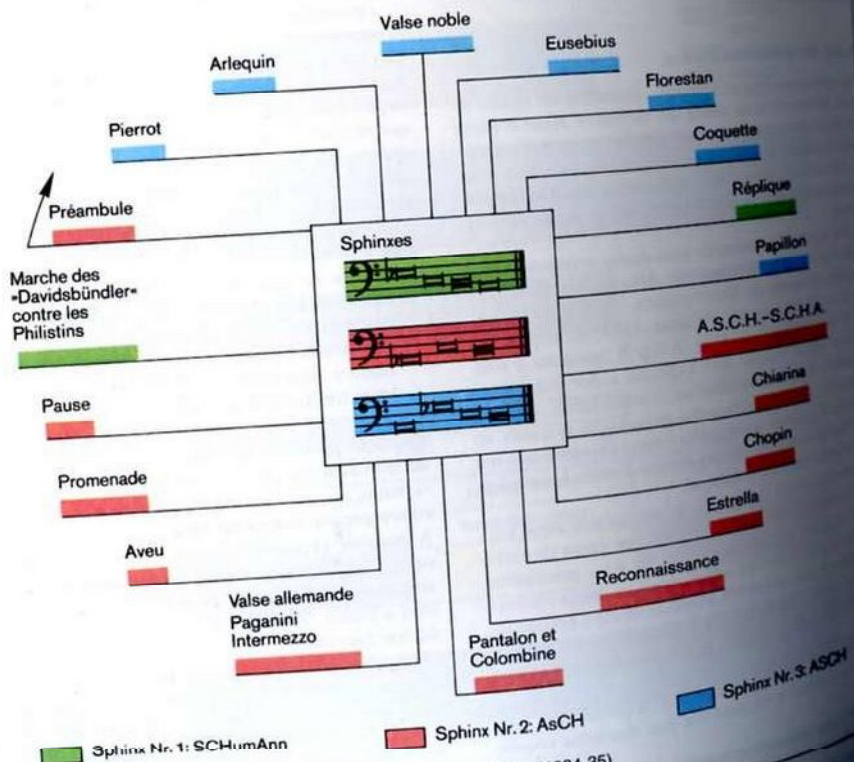 Valse noble
Arlequin
Eusebius
Florestan
Pierrot
Coquette
Préambule
Réplique
Sphinxes
Papillon
Marche des
"Davidsbündler"
contre les
Philistins
A.S.C.H.–S.C.H.A.
Pause
Chiarina
Promenade
Chopin
Aveu
Estrella
Valse allemande
Paganini
Intermezzo
Reconnaissance
Pantalon et
Colombine
Sphinx Nr. 1: SCHumAnn
Sphinx Nr. 2: AsCH
Sphinx Nr. 3: ASCH